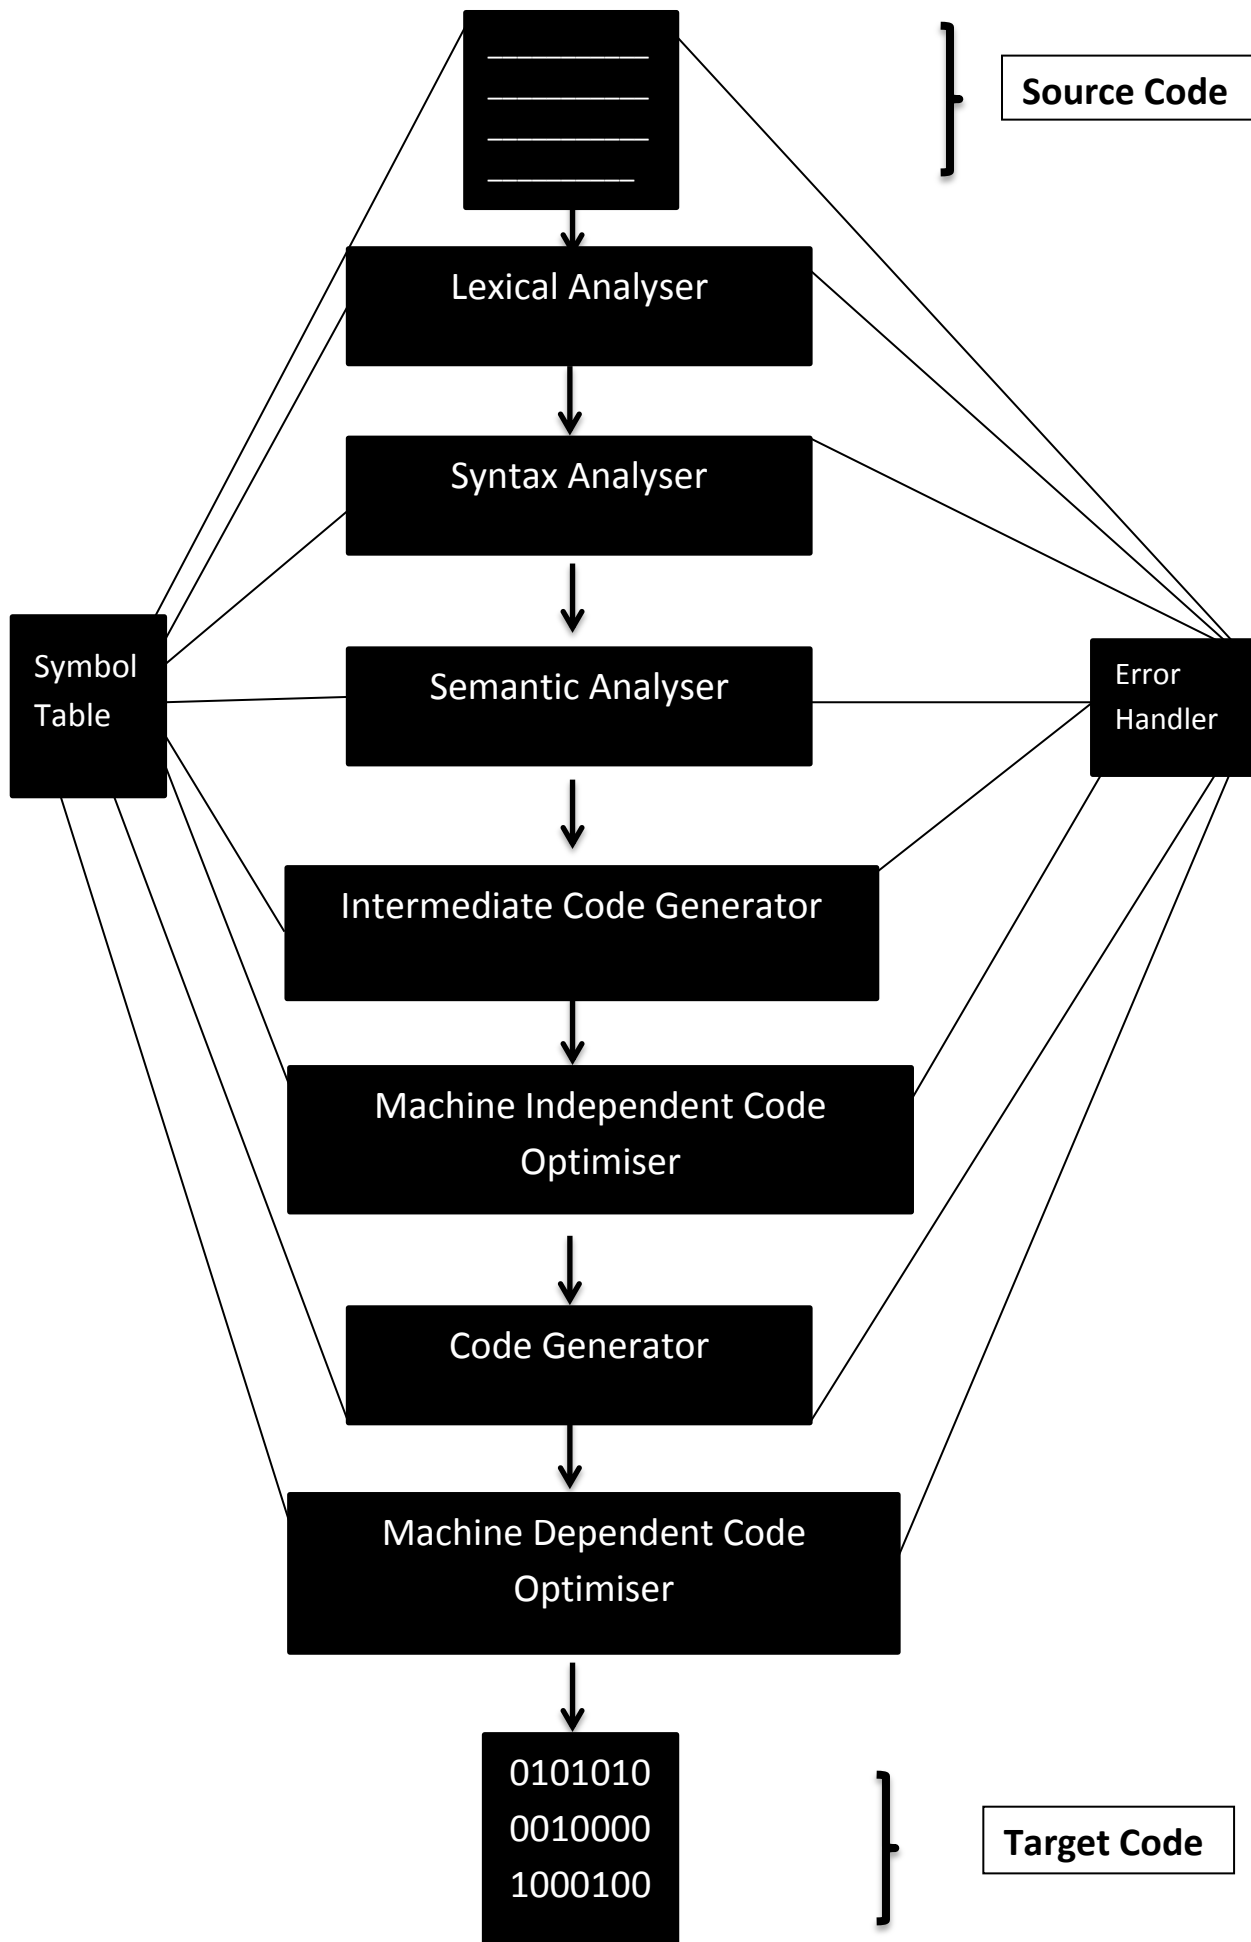 Source Code
Lexical Analyser
Syntax Analyser
Symbol
Table
Semantic Analyser
Error
Handler
Intermediate Code Generator
Machine Independent Code
Optimiser
Code Generator
Machine Dependent Code
Optimiser
0101010
0010000
1000100
Target Code